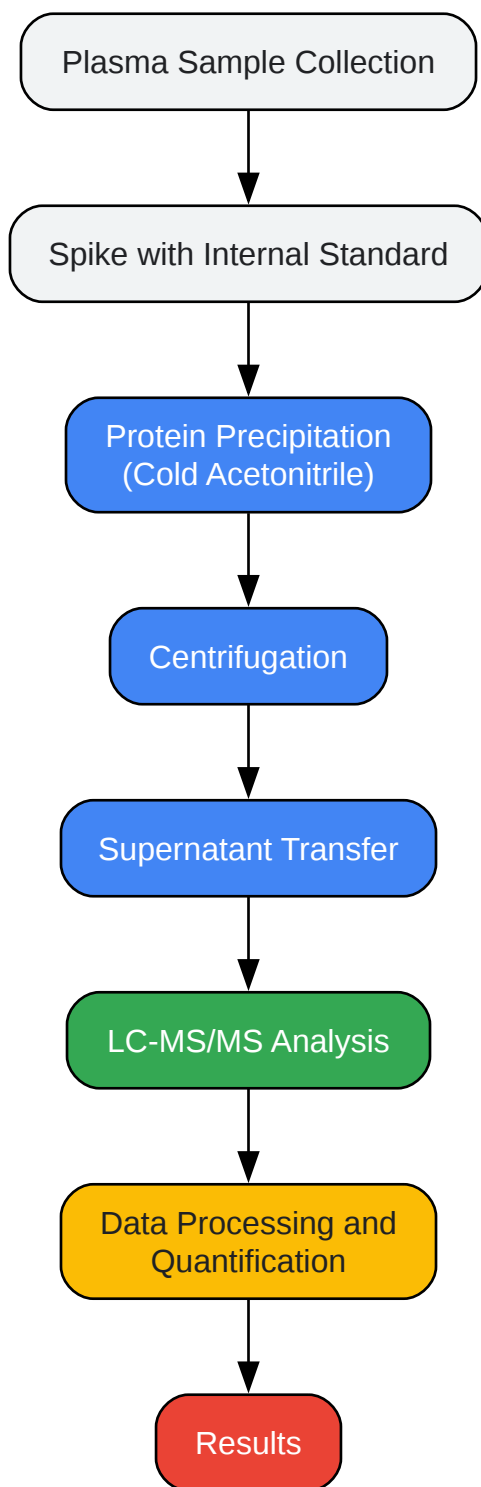 Plasma Sample Collection
Spike with Internal Standard
Protein Precipitation
(Cold Acetonitrile)
Centrifugation
Supernatant Transfer
LC-MS/MS Analysis
Data Processing and
Quantification
Results